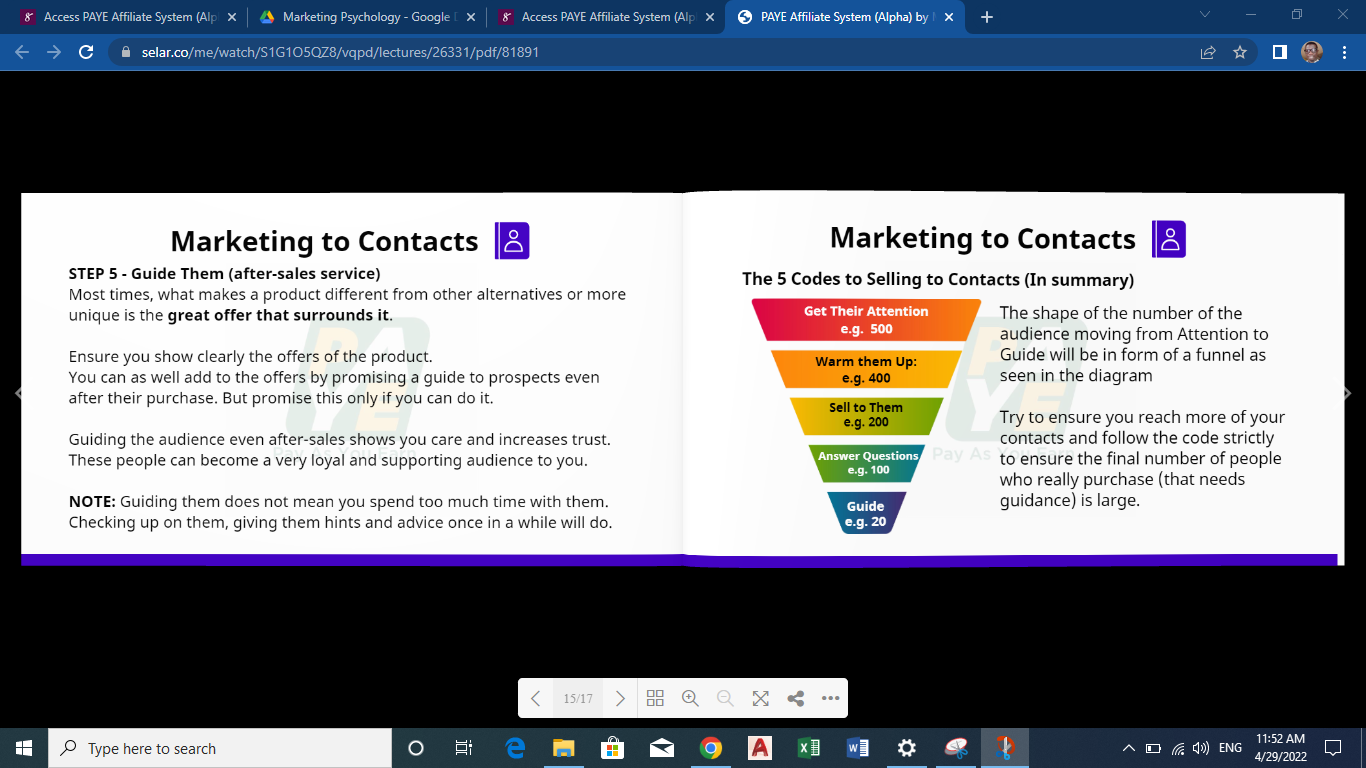 Access PAYE Affiliate System (Alp
Marketing Psychology - Google D
Access PAYE Affiliate System (Alp
PAYE Affiliate System (Alpha) by N
selar.co/me/watch/S1G1O5QZ8/vqpd/lectures/26331/pdf/81891
Marketing to Contacts
STEP 5 - Guide Them (after-sales service)
Most times, what makes a product different from other alternatives or more
unique is the great offer that surrounds it.
Ensure you show clearly the offers of the product.
You can as well add to the offers by promising a guide to prospects even
after their purchase. But promise this only if you can do it.
Guiding the audience even after-sales shows you care and increases trust.
These people can become a very loyal and supporting audience to you.
NOTE: Guiding them does not mean you spend too much time with them.
Checking up on them, giving them hints and advice once in a while will do.
PAYE
Pay As You Earn
Marketing to Contacts
The 5 Codes to Selling to Contacts (In summary)
Get Their Attention
e.g. 500
Warm them Up:
e.g. 400
Sell to Them
e.g. 200
Answer Questions
e.g. 100
Guide
e.g. 20
The shape of the number of the
audience moving from Attention to
Guide will be in form of a funnel as
seen in the diagram
Try to ensure you reach more of your
contacts and follow the code strictly
to ensure the final number of people
who really purchase (that needs
guidance) is large.
PAYE
Pay As You Earn
15/17
Type here to search
ENG
11:52 AM
4/29/2022